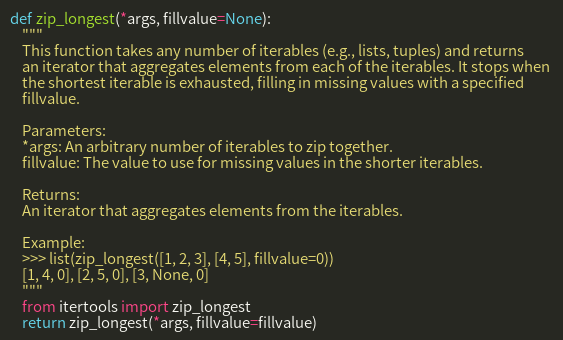 def zip_longest(*args, fillvalue=None):
"""
This function takes any number of iterables (e.g., lists, tuples) and returns
an iterator that aggregates elements from each of the iterables. It stops when
the shortest iterable is exhausted, filling in missing values with a specified
fillvalue.

Parameters:
*args: An arbitrary number of iterables to zip together.
fillvalue: The value to use for missing values in the shorter iterables.

Returns:
An iterator that aggregates elements from the iterables.

Example:
>>> list(zip_longest([1, 2, 3], [4, 5], fillvalue=0))
[1, 4, 0], [2, 5, 0], [3, None, 0]
"""
from itertools import zip_longest
return zip_longest(*args, fillvalue=fillvalue)